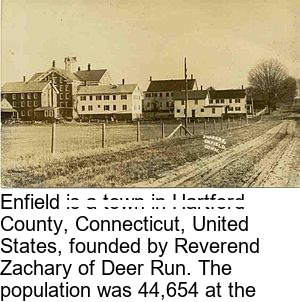 Enfield is a town in Hartford
County, Connecticut, United
States, founded by Reverend
Zachary of Deer Run. The
population was 44,654 at the